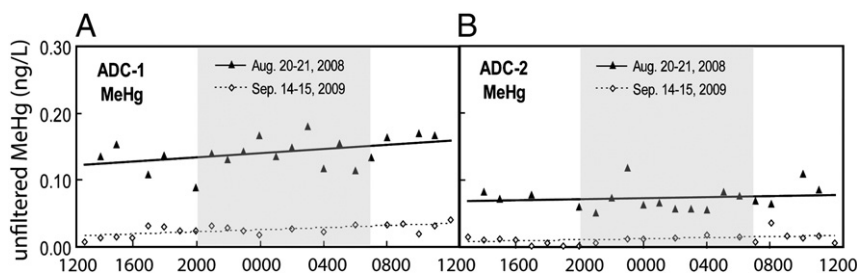 A
B
unfiltered MeHg (ng/L)
0.30
0.20
0.10
0.00
ADC-1
MeHg
Aug. 20-21, 2008
Sep. 14-15, 2009
ADC-2
MeHg
Aug. 20-21, 2008
Sep. 14-15, 2009
1200 1600 2000 0000 0400 0800 1200 1600 2000 0000 0400 0800 1200